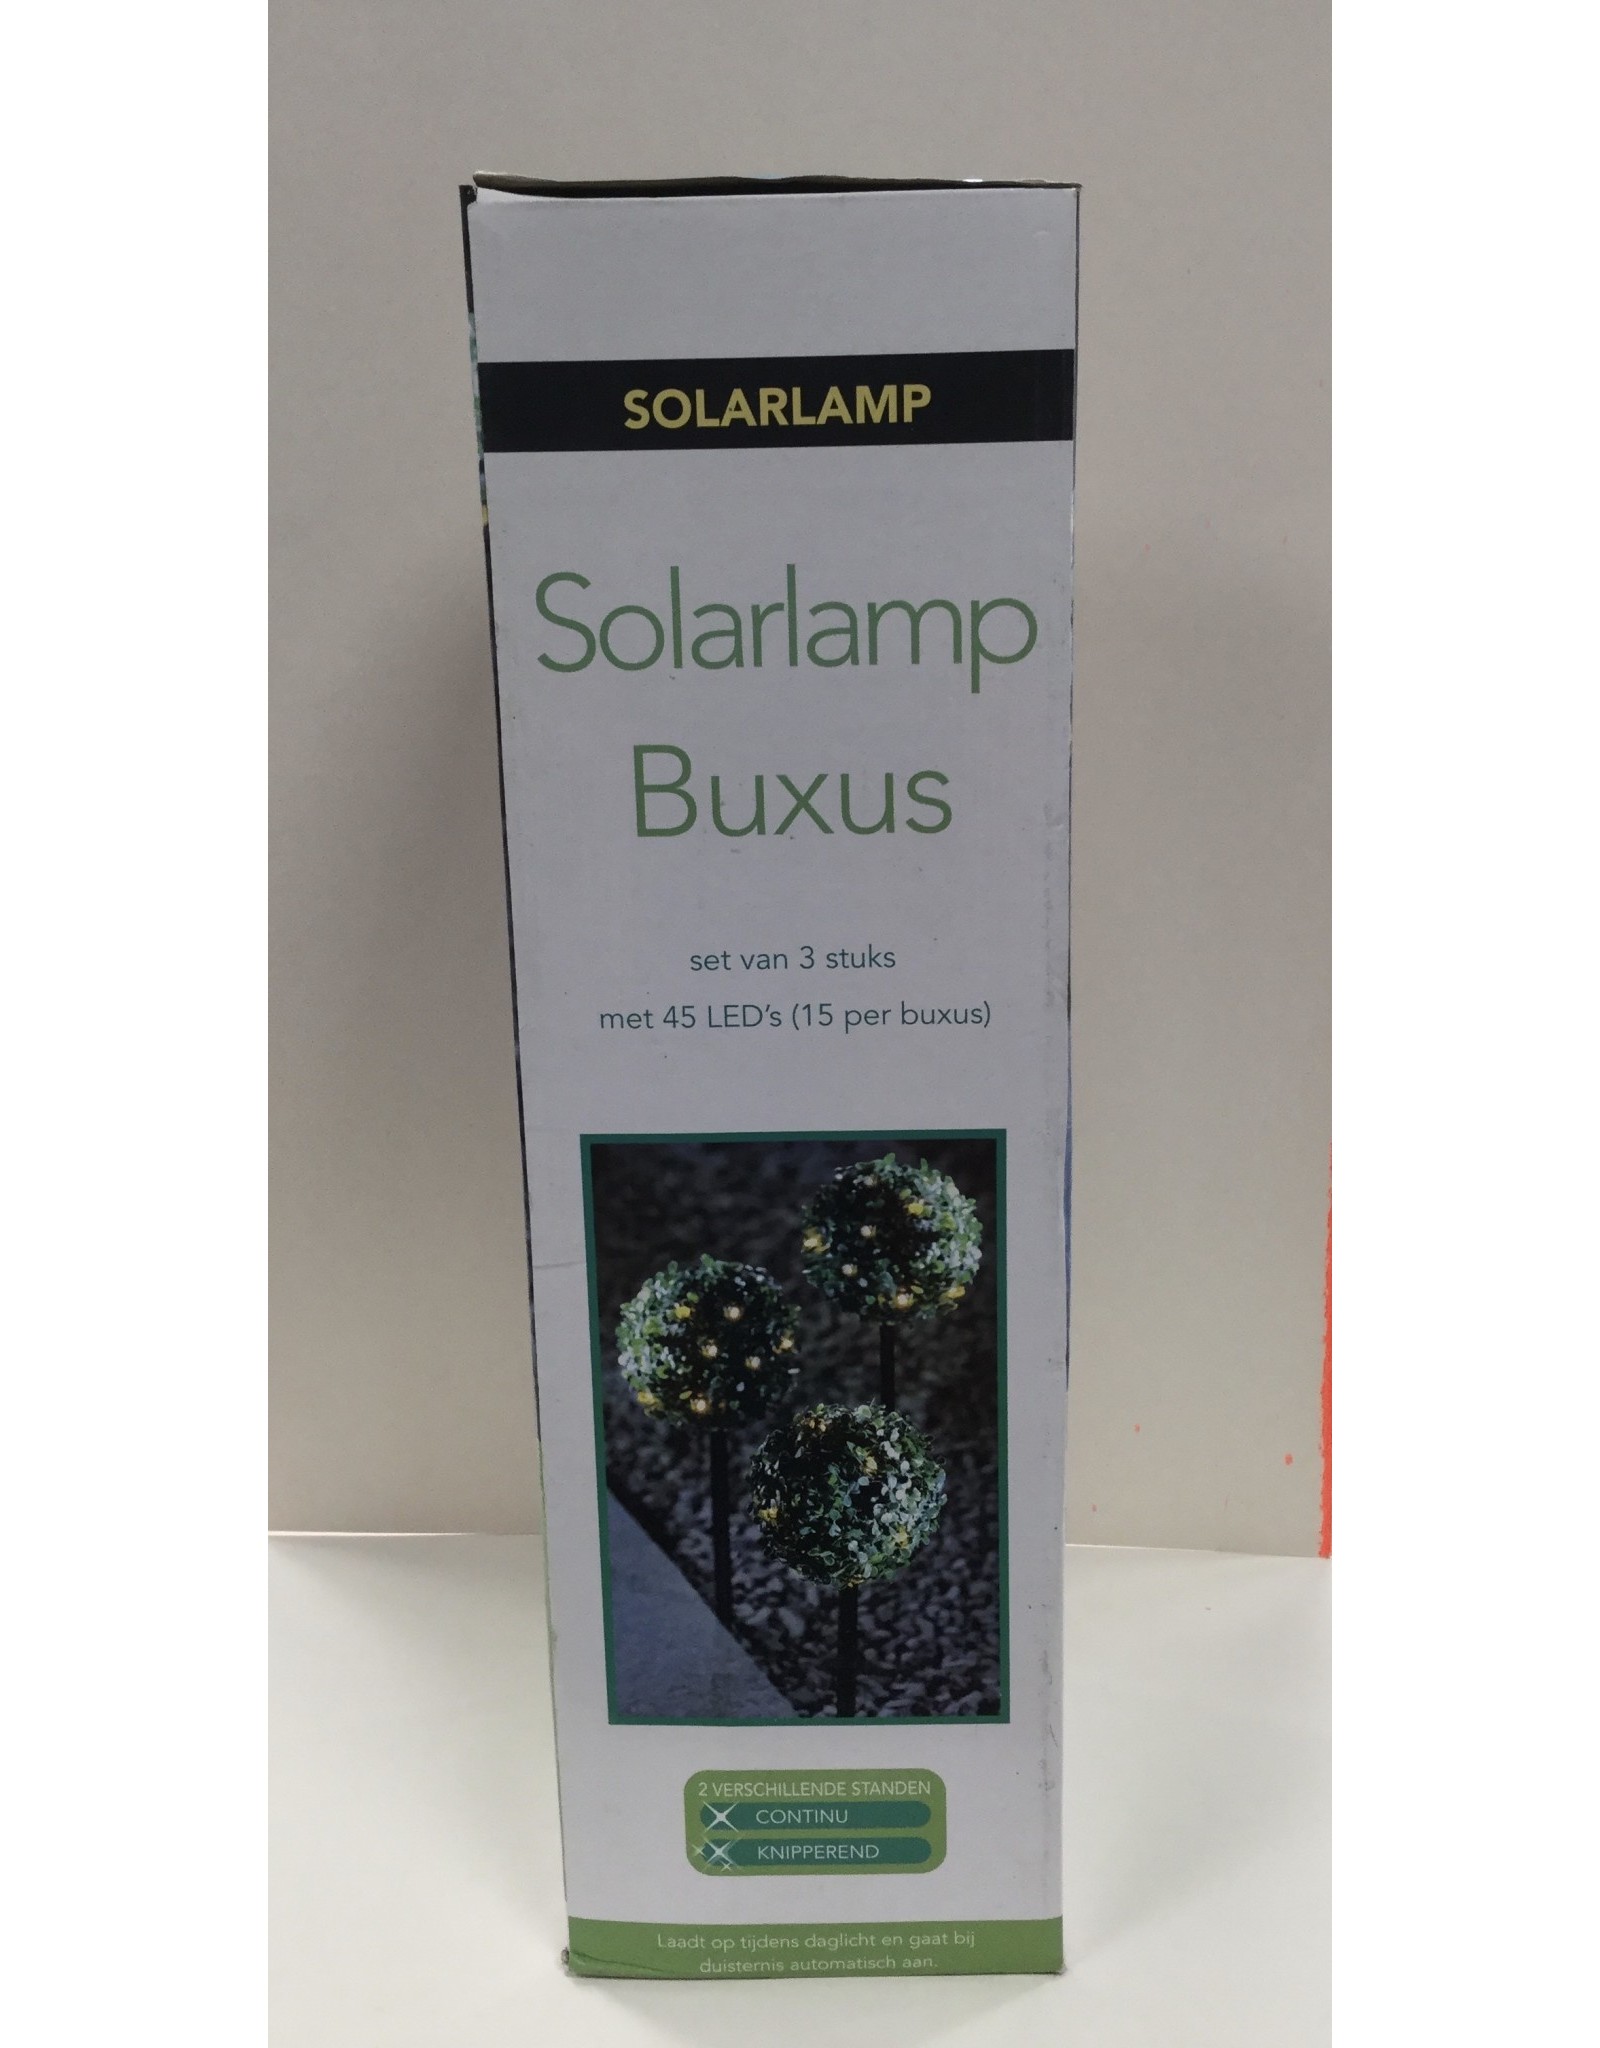 SOLARLAMP
Solarlamp
Buxus
set van 3 stuks
met 45 LED's (15 per buxus)
2 VERSCHILLENDE STANDEN
CONTINU
KNIPPEREND
Laadt op tijdens daglicht en gaat bij
duisternis automatisch aan.